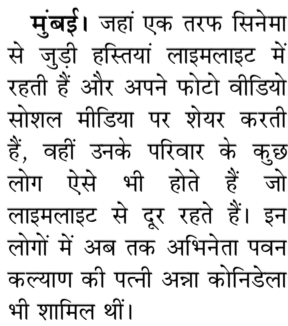 मुंबई। जहां एक तरफ सिनेमा
से जुड़ी हस्तियां लाइमलाइट में
रहती हैं और अपने फोटो वीडियो
सोशल मीडिया पर शेयर करती
हैं, वहीं उनके परिवार के कुछ
लोग ऐसे भी होते हैं जो
लाइमलाइट से दूर रहते हैं। इन
लोगों में अब तक अभिनेता पवन
कल्याण की पत्नी अन्ना कोनिडेला
भी शामिल थीं।